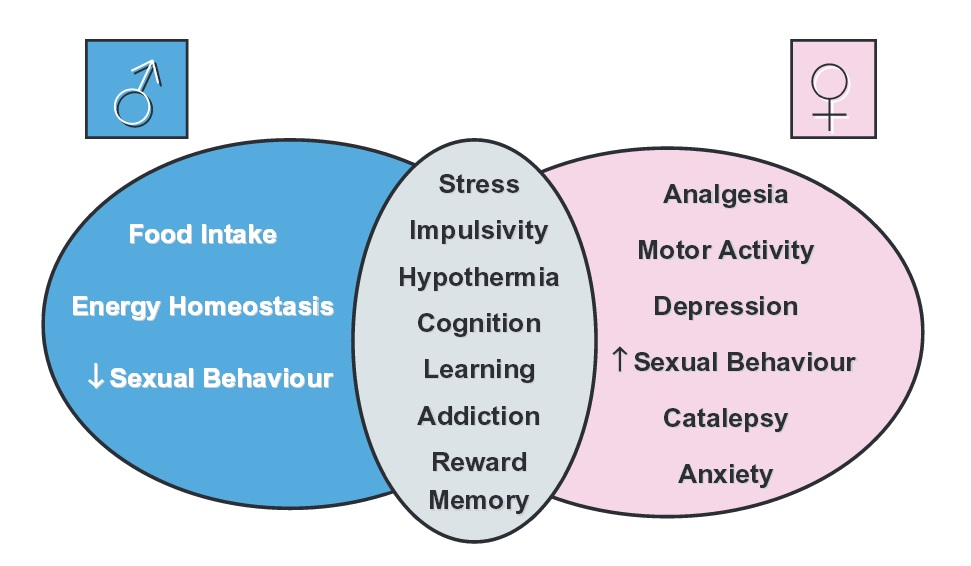 Food Intake
Energy Homeostasis
↓ Sexual Behaviour
Stress
Impulsivity
Hypothermia
Cognition
Learning
Addiction
Reward
Memory
Analgesia
Motor Activity
Depression
↑ Sexual Behaviour
Catalepsy
Anxiety